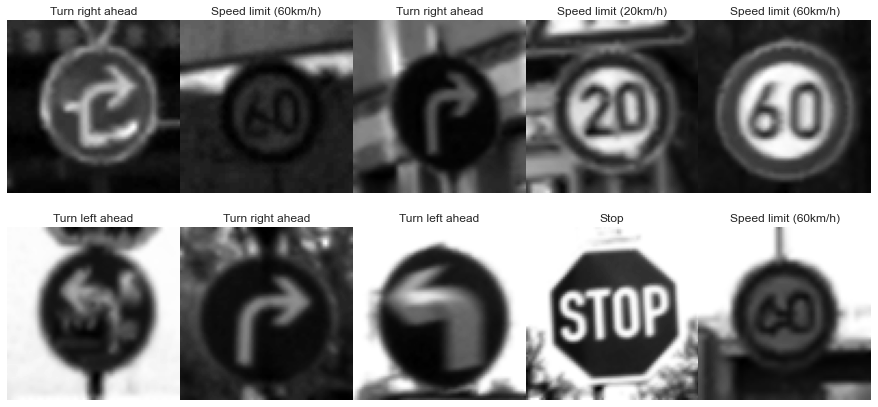 Turn right ahead
Speed limit (60km/h)
Turn right ahead
Speed limit (20km/h)
Speed limit (60km/h)
60
20
60
Turn left ahead
Turn right ahead
Turn left ahead
Stop
Speed limit (60km/h)
STOP
60